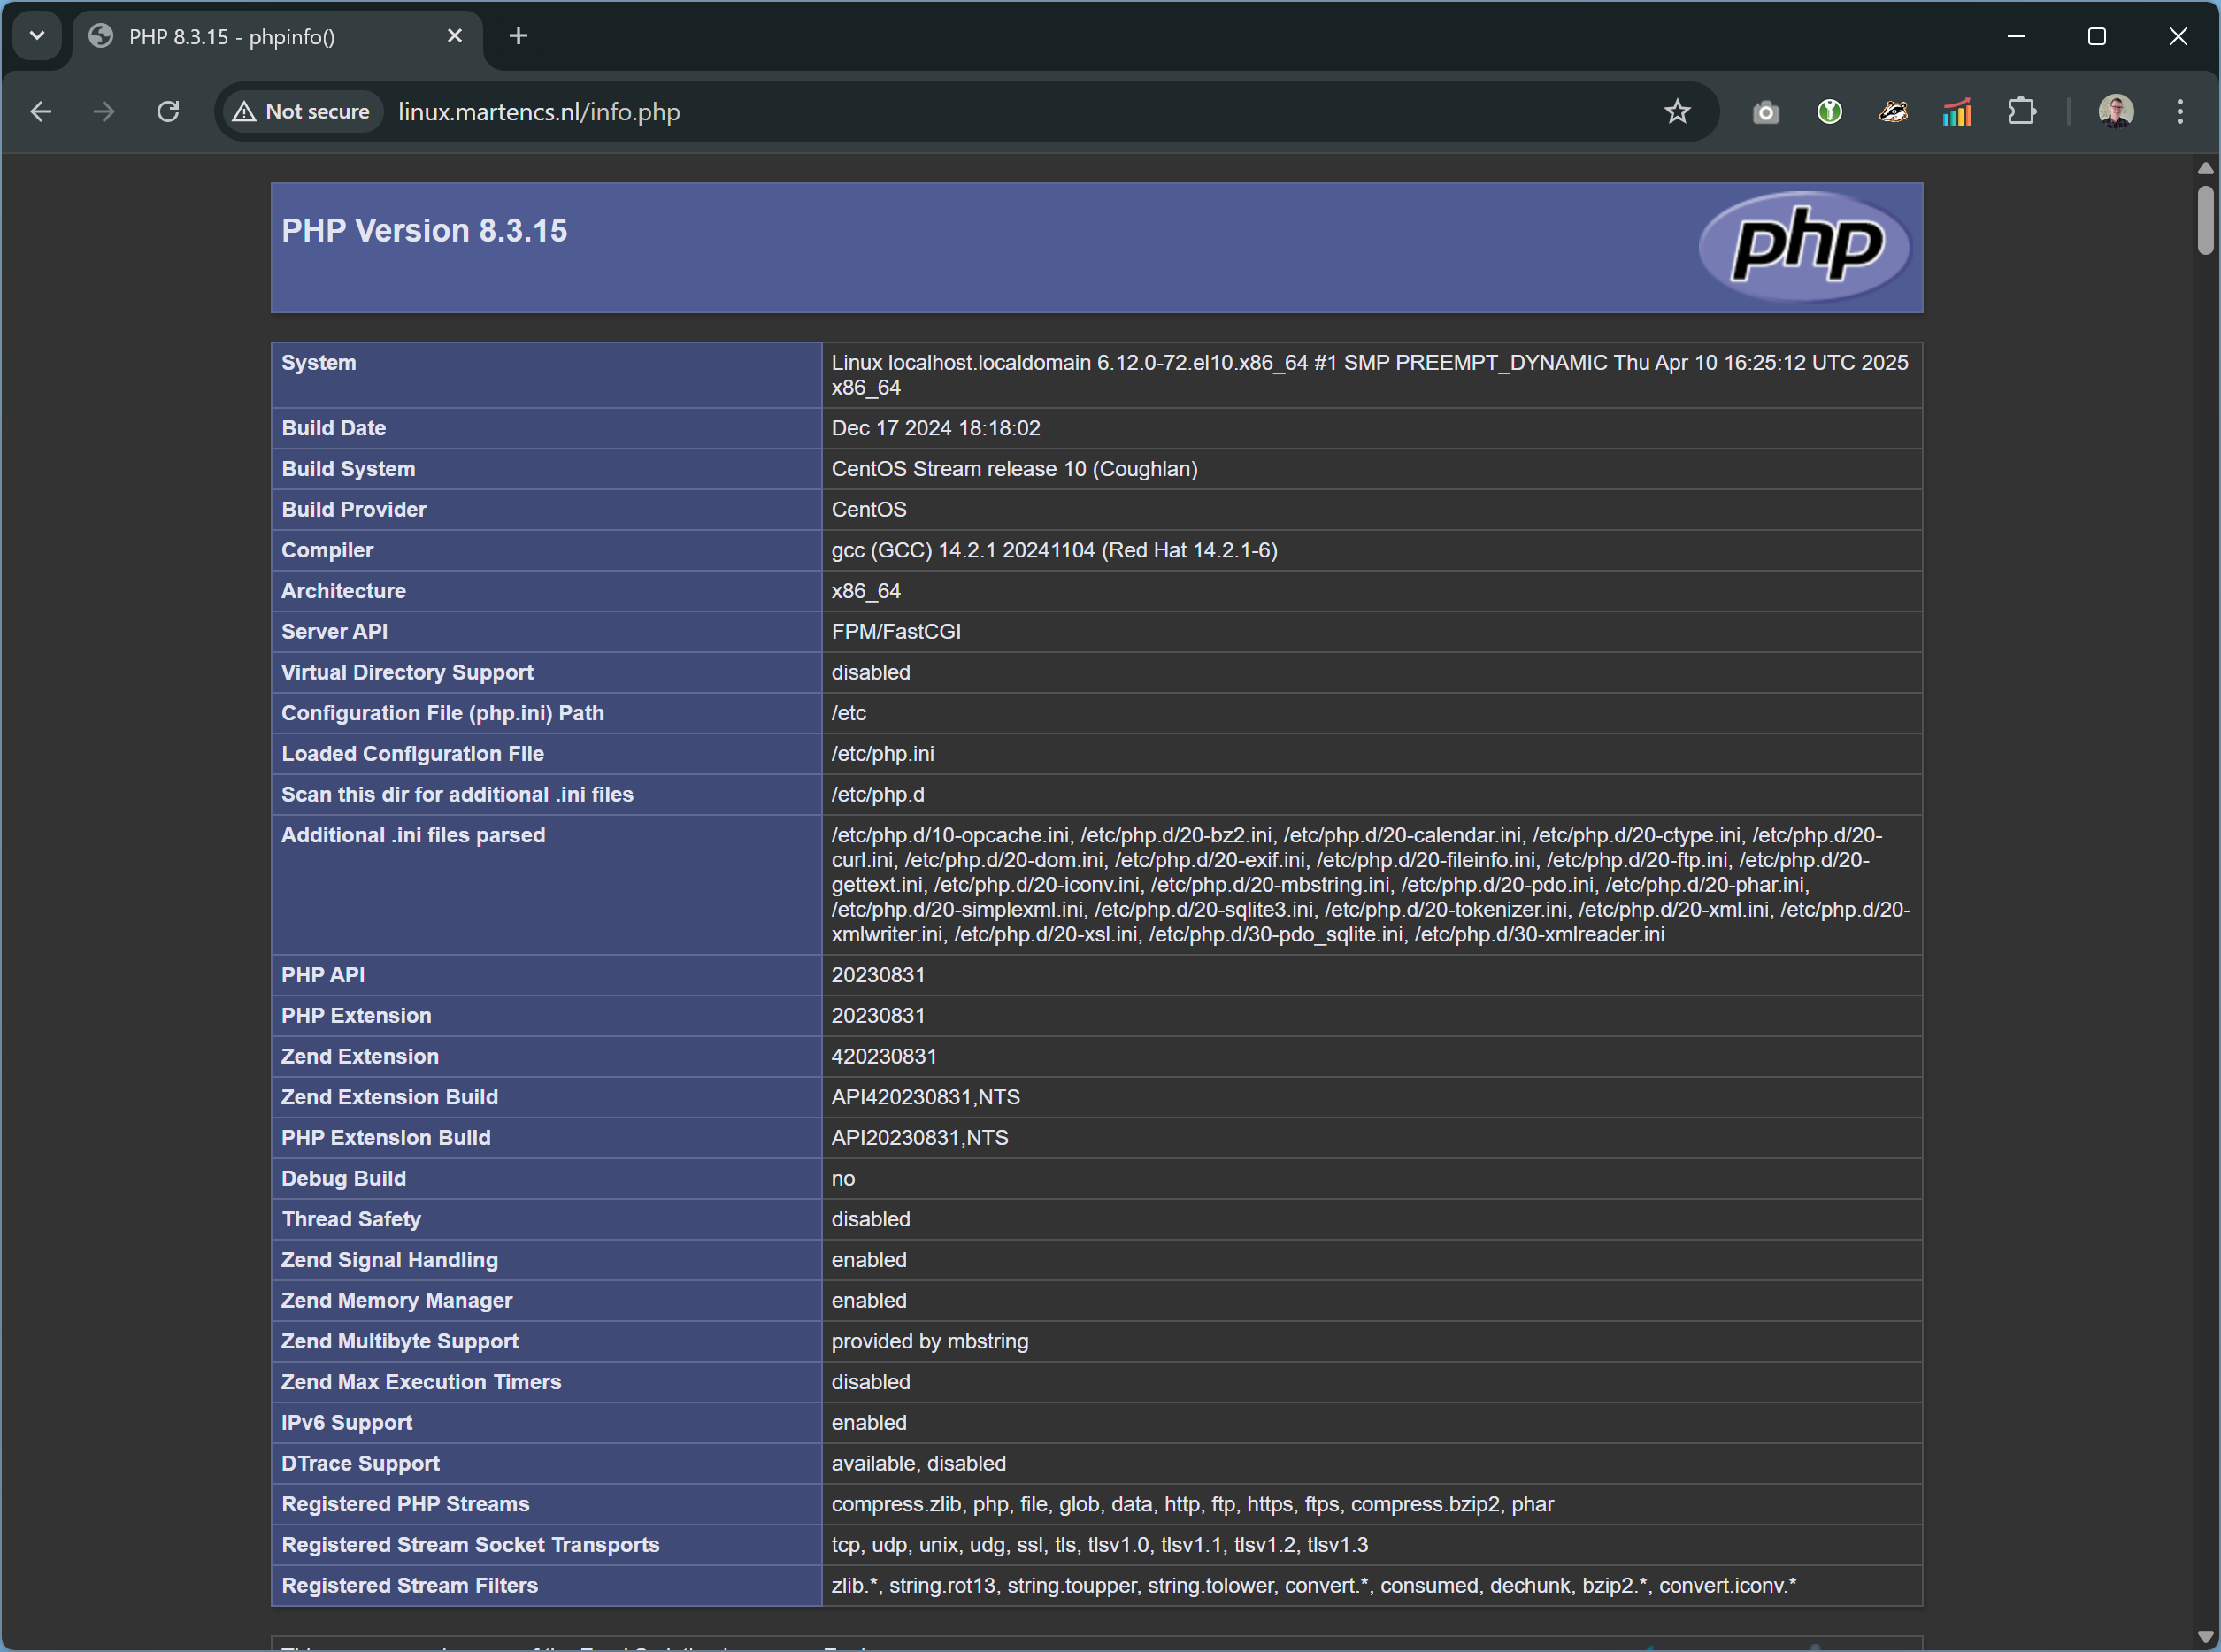 PHP 8.3.15 - phpinfo()
Not secure
linux.martencs.nl/info.php
PHP Version 8.3.15
php
System
Linux localhost.localdomain 6.12.0-72.el10.x86_64 #1 SMP PREEMPT_DYNAMIC Thu Apr 10 16:25:12 UTC 2025
x86_64
Build Date
Dec 17 2024 18:18:02
Build System
CentOS Stream release 10 (Coughlan)
Build Provider
CentOS
Compiler
gcc (GCC) 14.2.1 20241104 (Red Hat 14.2.1-6)
Architecture
x86_64
Server API
FPM/FastCGI
Virtual Directory Support
disabled
Configuration File (php.ini) Path
/etc
Loaded Configuration File
/etc/php.ini
Scan this dir for additional .ini files
/etc/php.d
Additional .ini files parsed
/etc/php.d/10-opcache.ini, /etc/php.d/20-bz2.ini, /etc/php.d/20-calendar.ini, /etc/php.d/20-ctype.ini, /etc/php.d/20-
curl.ini, /etc/php.d/20-dom.ini, /etc/php.d/20-exif.ini, /etc/php.d/20-fileinfo.ini, /etc/php.d/20-ftp.ini, /etc/php.d/20-
gettext.ini, /etc/php.d/20-iconv.ini, /etc/php.d/20-mbstring.ini, /etc/php.d/20-pdo.ini, /etc/php.d/20-phar.ini,
/etc/php.d/20-simplexml.ini, /etc/php.d/20-sqlite3.ini, /etc/php.d/20-tokenizer.ini, /etc/php.d/20-xml.ini, /etc/php.d/20-
xmlwriter.ini, /etc/php.d/20-xsl.ini, /etc/php.d/30-pdo_sqlite.ini, /etc/php.d/30-xmlreader.ini
PHP API
20230831
PHP Extension
20230831
Zend Extension
420230831
Zend Extension Build
API420230831,NTS
PHP Extension Build
API20230831,NTS
Debug Build
no
Thread Safety
disabled
Zend Signal Handling
enabled
Zend Memory Manager
enabled
Zend Multibyte Support
provided by mbstring
Zend Max Execution Timers
disabled
IPv6 Support
enabled
DTrace Support
available, disabled
Registered PHP Streams
compress.zlib, php, file, glob, data, http, ftp, https, ftps, compress.bzip2, phar
Registered Stream Socket Transports
tcp, udp, unix, udg, ssl, tls, tlsv1.0, tlsv1.1, tlsv1.2, tlsv1.3
Registered Stream Filters
zlib.*, string.rot13, string.toupper, string.tolower, convert.*, consumed, dechunk, bzip2.*, convert.iconv.*